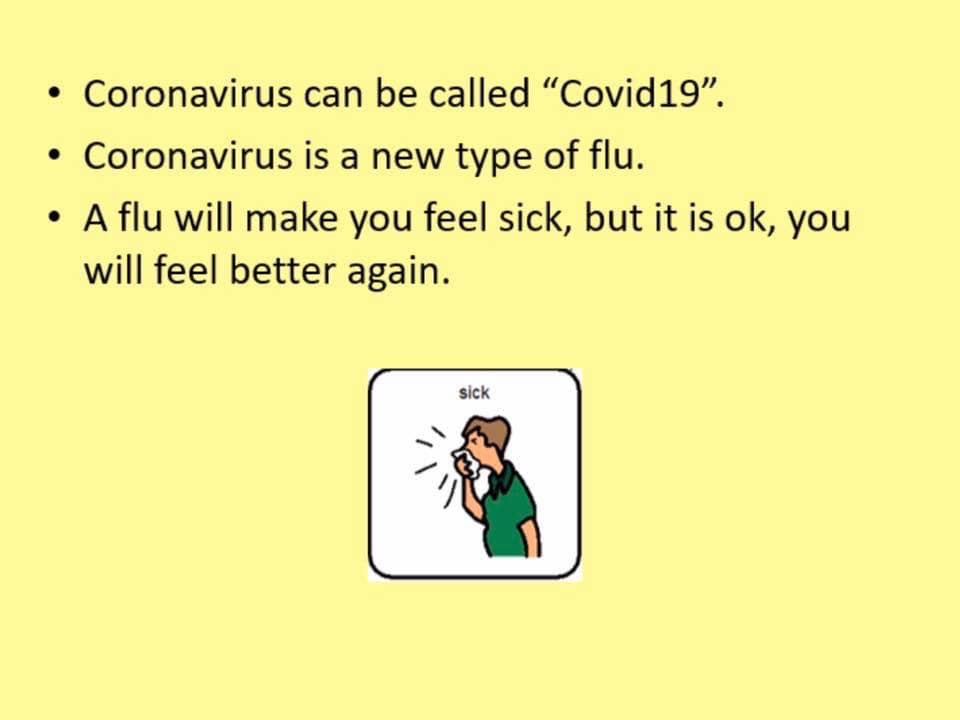 • Coronavirus can be called “Covid19”.
• Coronavirus is a new type of flu.
• A flu will make you feel sick, but it is ok, you
will feel better again.
sick